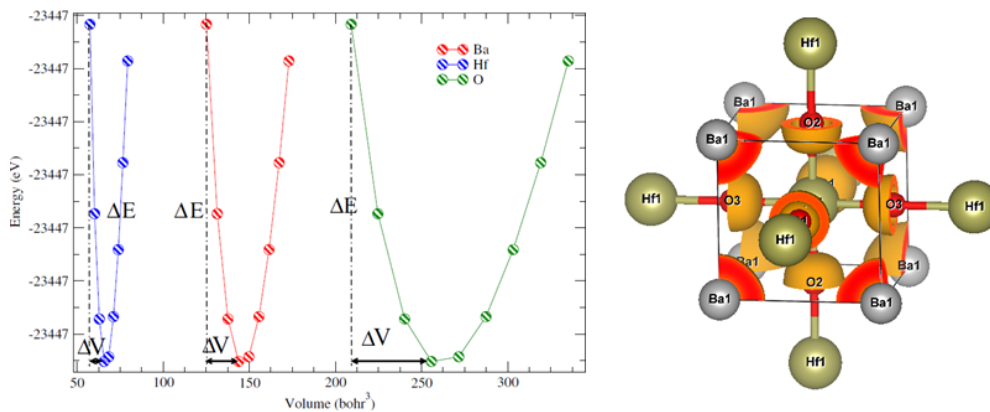 -23447
-23447
-23447
-23447
-23447
-23447
-23447
Energy (eV)
Ba
Hf
O
ΔE
ΔE
ΔE
ΔV
ΔV
ΔV
50
100
150
200
250
300
Volume (bohr³)
Hf1
Ba1
Ba1
O2
Ba1
Ba1
Hf1
O3
O3
Hf1
Hf1
Ba1
Ba1
O2
Ba1
Ba1
Hf1